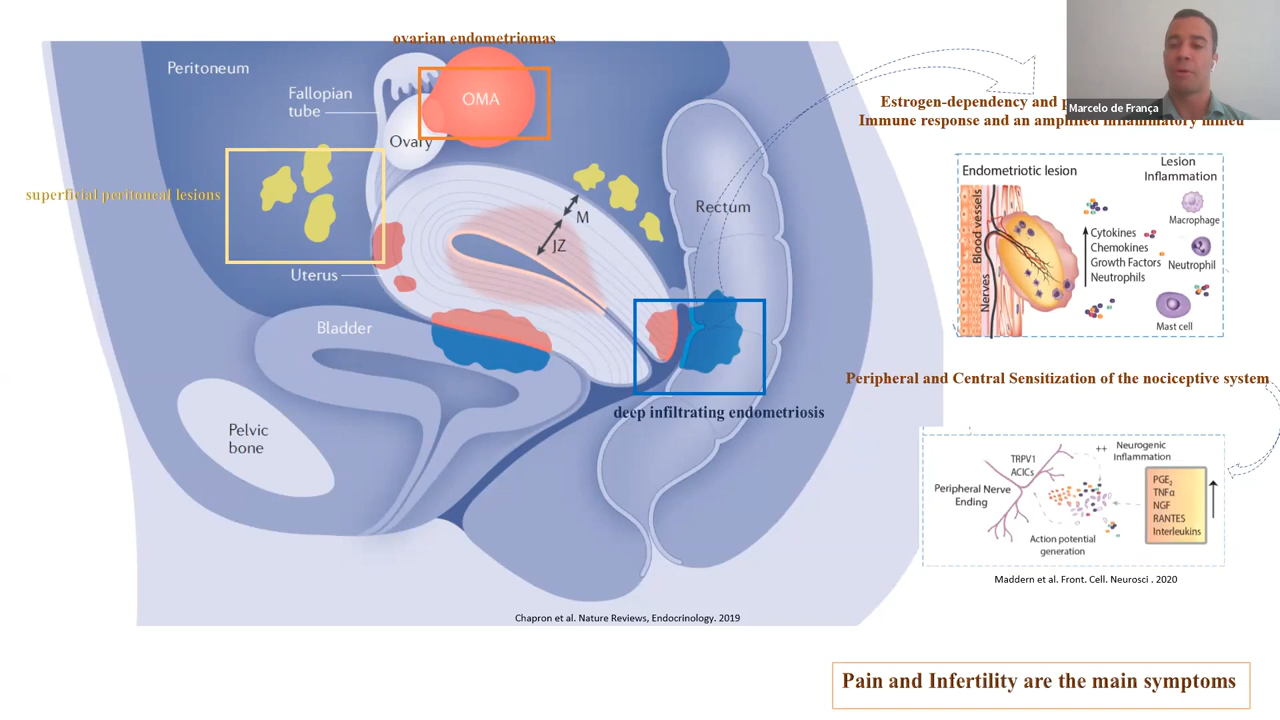 ovarian endometriomas
Peritoneum
Fallopian
tube
OMA
Ovary
superficial peritoneal lesions
M
JZ
Uterus
Rectum
Bladder
Pelvic
bone
deep infiltrating endometriosis
Chapron et al. Nature Reviews, Endocrinology. 2019
Marcelo de França
Estrogen-dependency and
Immune response and an amplified inflammatory milieu
Endometriotic lesion
Lesion
Inflammation
Blood vessels
Nerves
Cytokines
Chemokines
Growth Factors
Neutrophils
Macrophage
Neutrophil
Mast cell
Peripheral and Central Sensitization of the nociceptive system
TRPV1
ACICs
++ Neurogenic
Inflammation
Peripheral Nerve
Ending
Action potential
generation
PGE₂
TNFα
NGF
RANTES
Interleukins
Maddern et al. Front. Cell. Neurosci . 2020
Pain and Infertility are the main symptoms